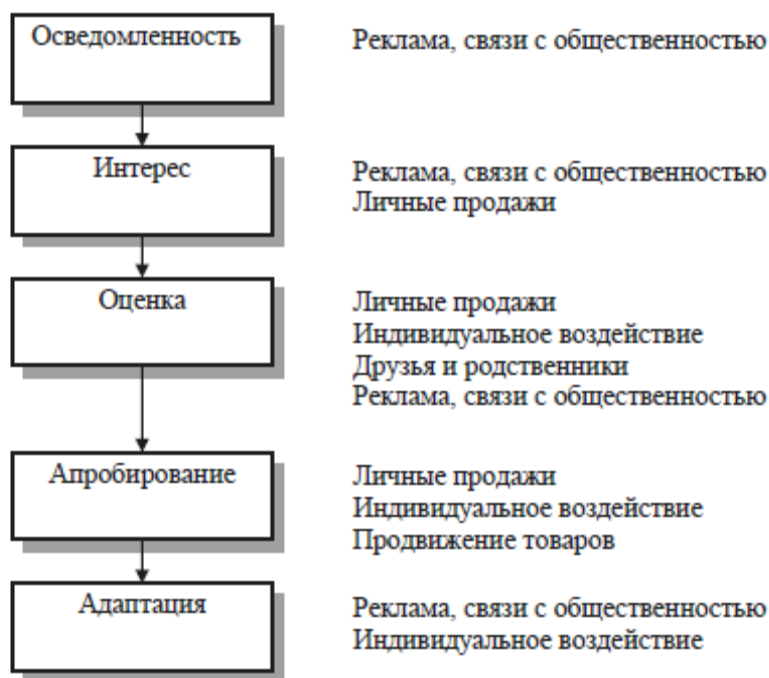 Осведомленность
Реклама, связи с общественностью
Интерес
Реклама, связи с общественностью
Личные продажи
Оценка
Личные продажи
Индивидуальное воздействие
Друзья и родственники
Реклама, связи с общественностью
Апробирование
Личные продажи
Индивидуальное воздействие
Продвижение товаров
Адаптация
Реклама, связи с общественностью
Индивидуальное воздействие